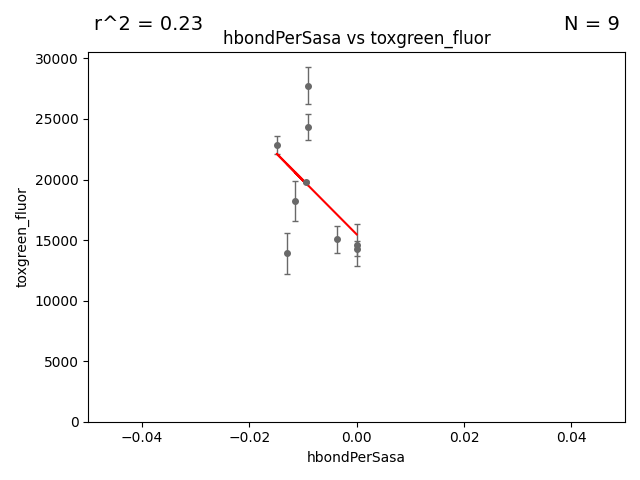 r^2 = 0.23
N = 9
hbondPerSasa vs toxgreen_fluor
30000
25000
20000
15000
10000
5000
0
toxgreen_fluor
−0.04
−0.02
0.00
0.02
0.04
hbondPerSasa